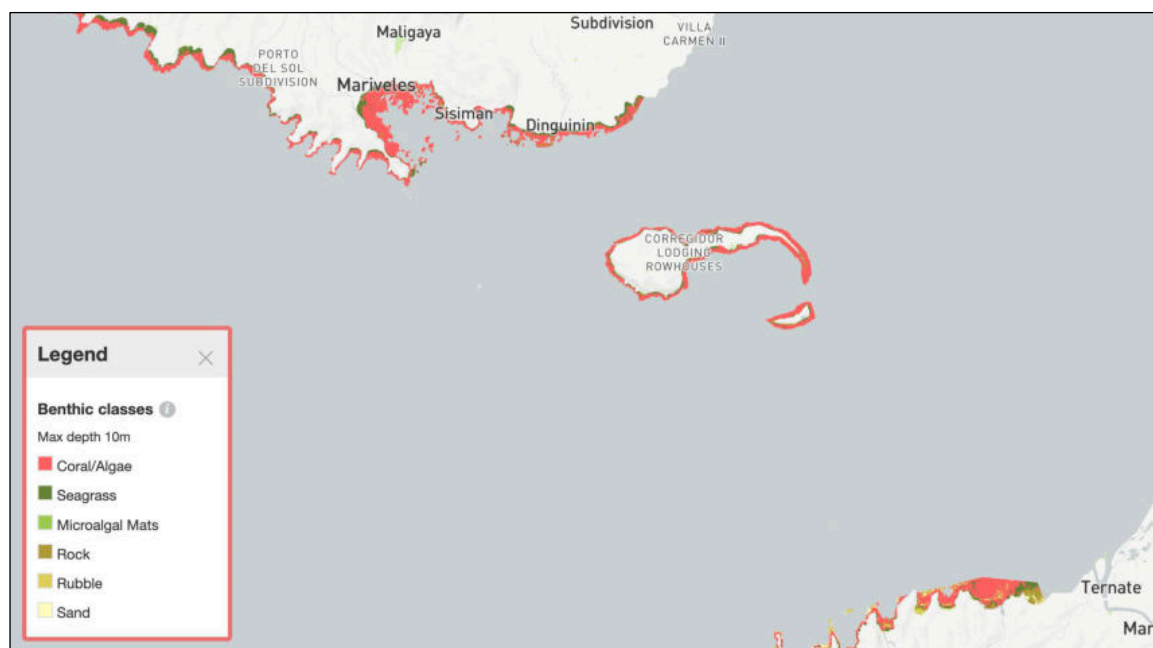 Subdivision
VILLA
CARMEN II
Maligaya
PORTO
DEL SOL
SUBDIVISION
Mariveles
Sisiman
Dinguinin
CORREGIDOR
LODGING
ROWHOUSES
Legend
Benthic classes
Max depth 10m
Coral/Algae
Seagrass
Microalgal Mats
Rock
Rubble
Sand
Ternate
Mar